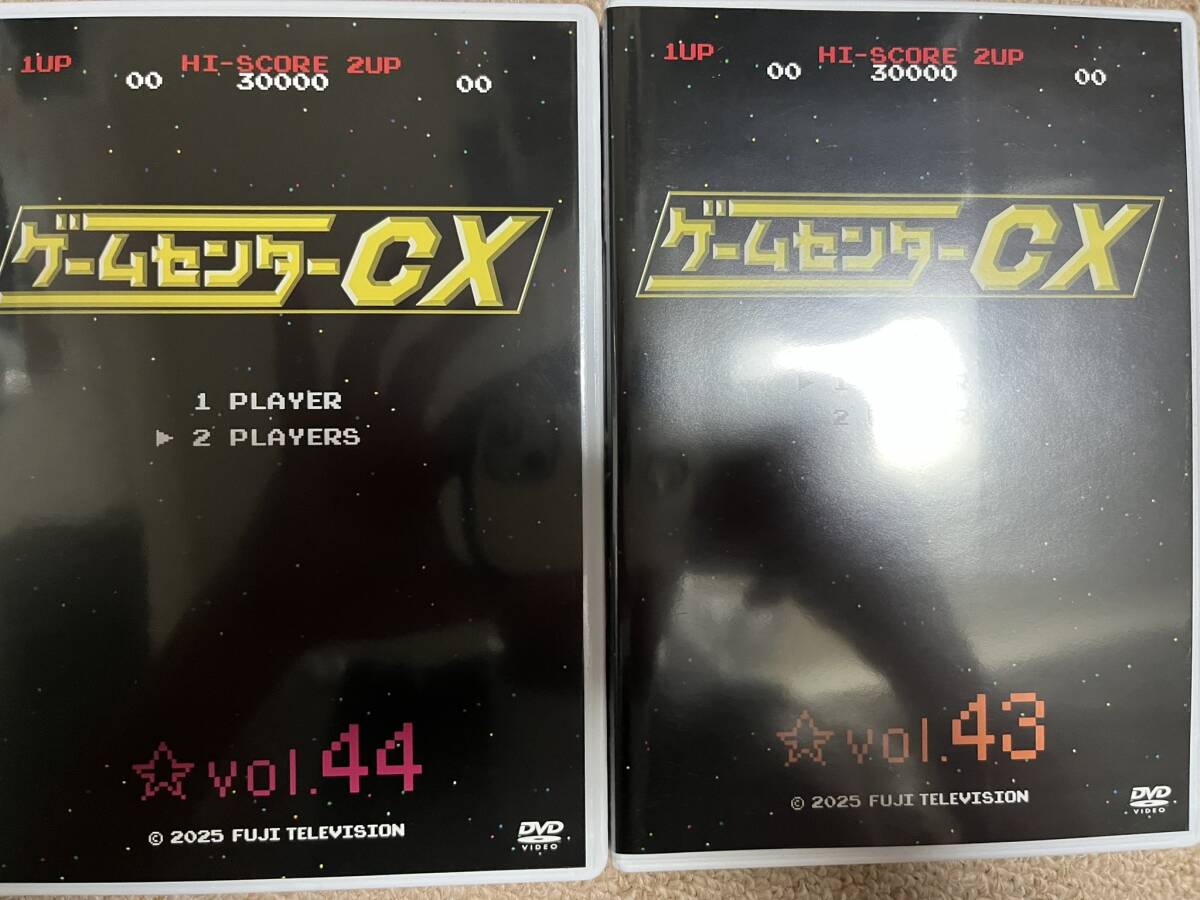 1UP HI-SCORE 2UP
00 30000 00
ゲームセンターCX
1 PLAYER
▶ 2 PLAYERS
☆vol.44
© 2025 FUJI TELEVISION
DVD
VIDEO
1UP HI-SCORE 2UP
00 30000 00
ゲームセンターCX
▶ 1
2
☆vol.43
© 2025 FUJI TELEVISION
DVD
VIDEO